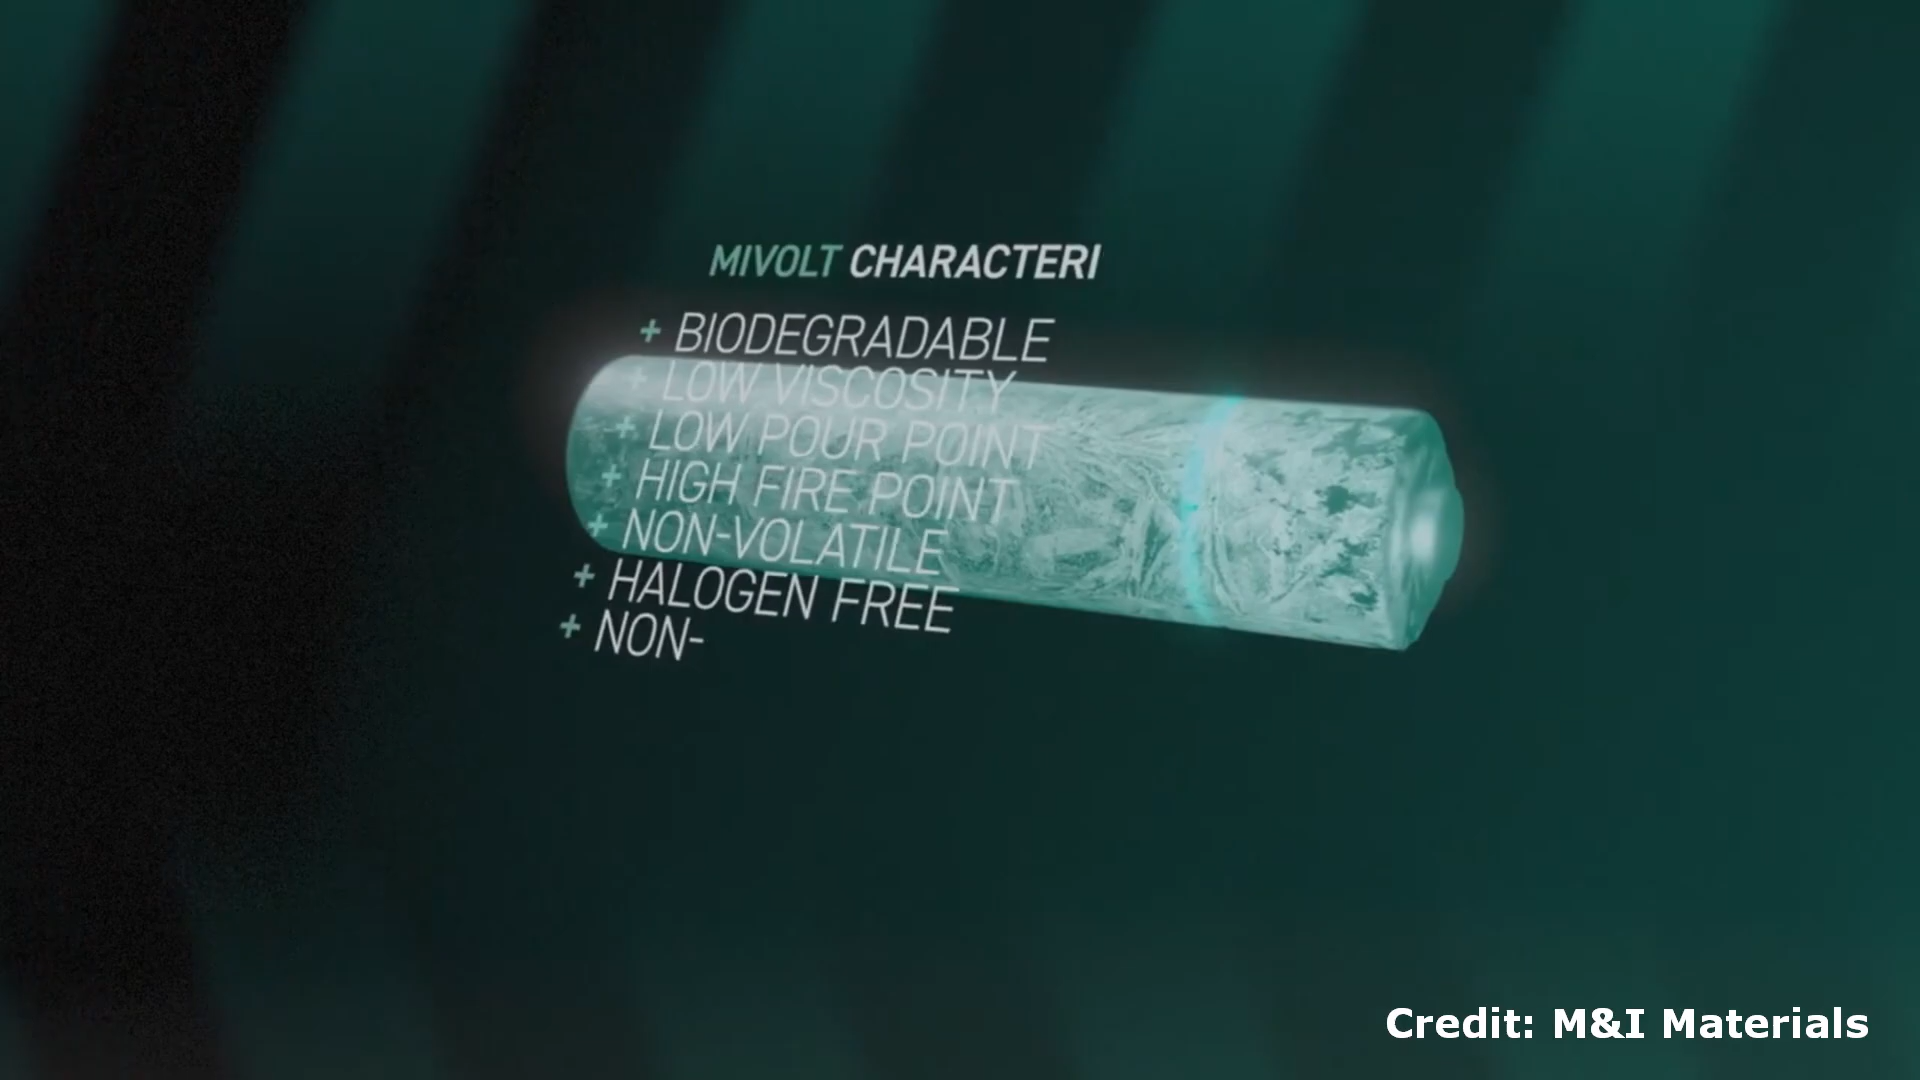 MIVOLT CHARACTERI
+ BIODEGRADABLE
+ LOW VISCOSITY
+ LOW POUR POINT
+ HIGH FIRE POINT
+ NON-VOLATILE
+ HALOGEN FREE
+ NON-
Credit: M&I Materials